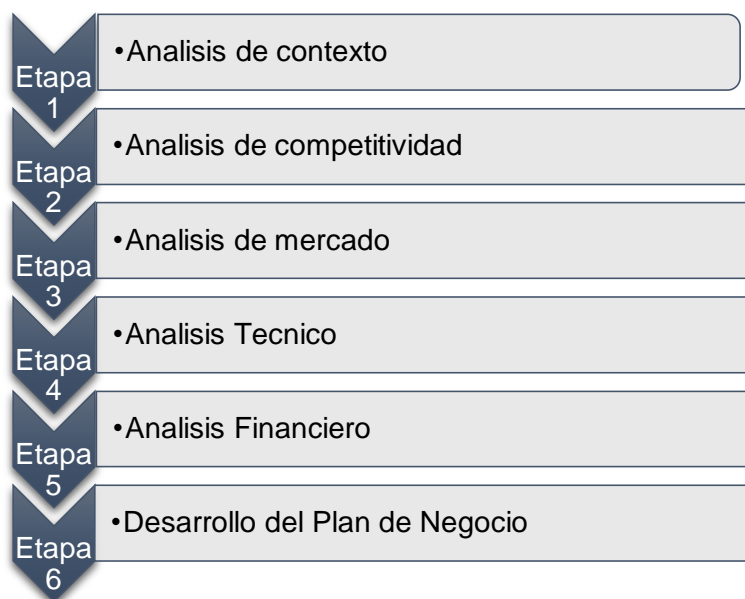 Etapa
1
•Analisis de contexto
Etapa
2
•Analisis de competitividad
Etapa
3
•Analisis de mercado
Etapa
4
•Analisis Tecnico
Etapa
5
•Analisis Financiero
Etapa
6
•Desarrollo del Plan de Negocio